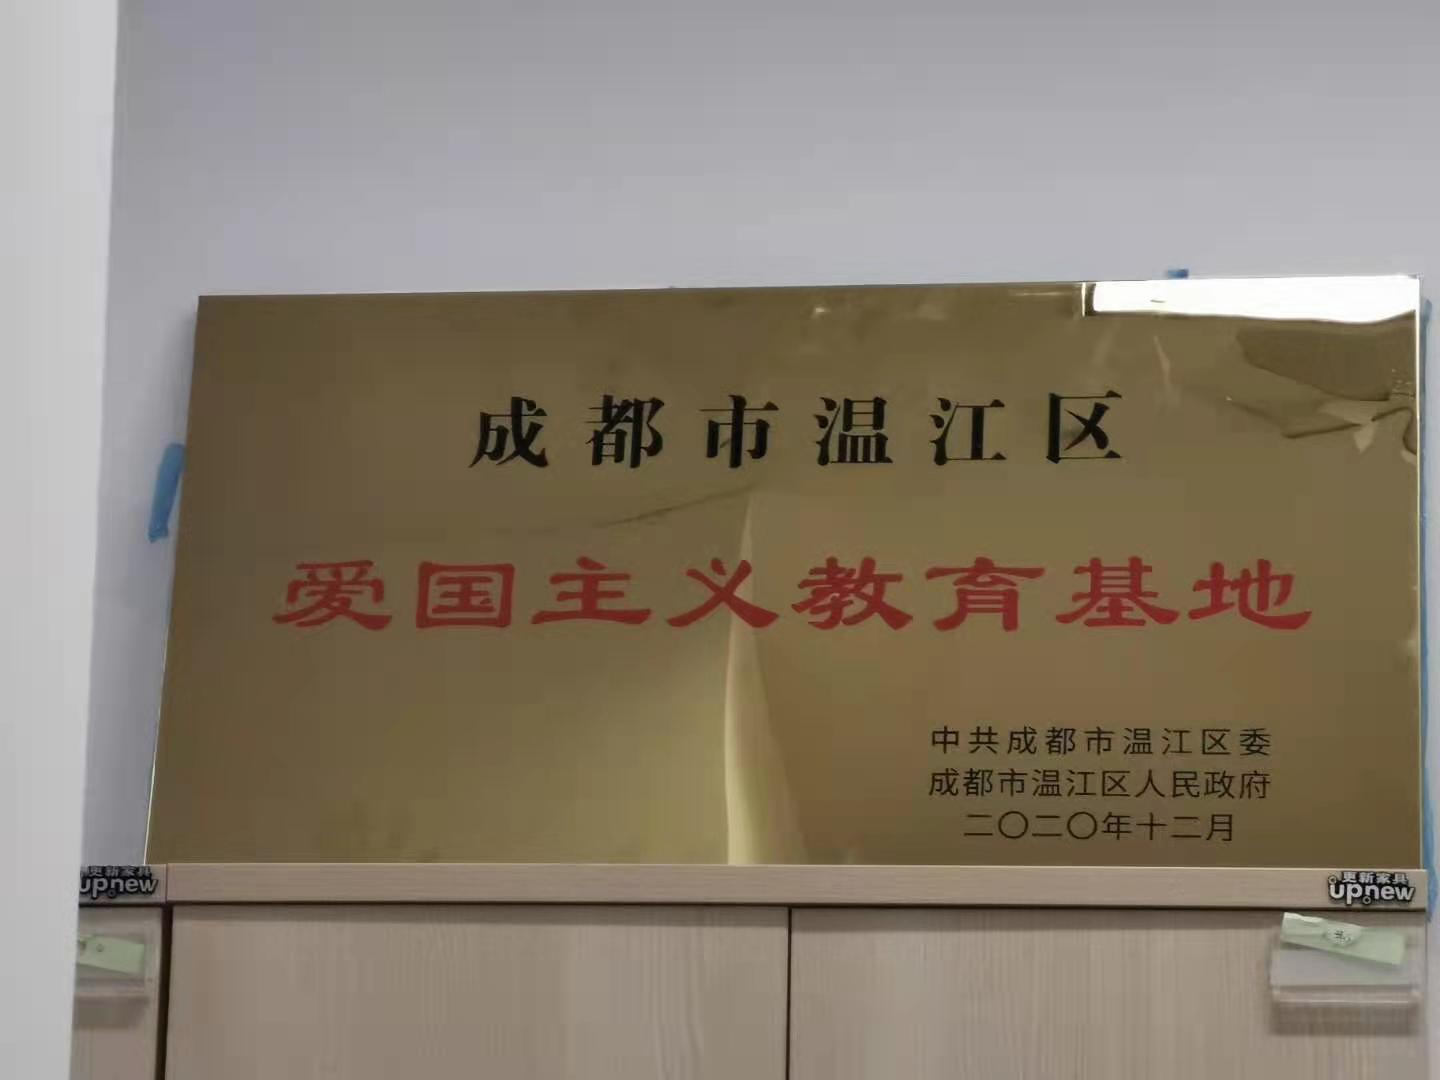 成都市温江区
爱国主义教育基地
中共成都市温江区委
成都市温江区人民政府
二〇二〇年十二月
更新家具
upnew
更新家具
upnew